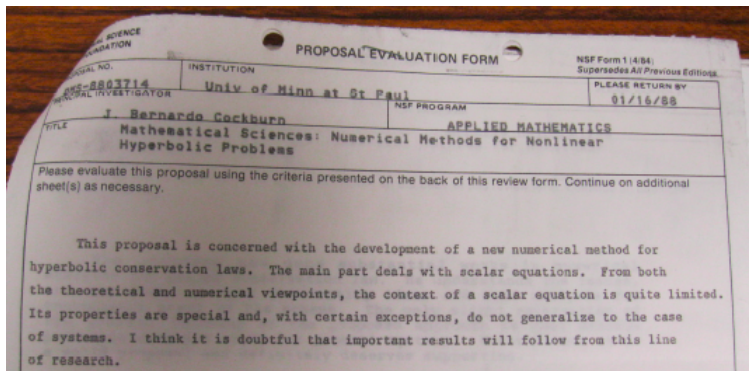 SCIENCE
PROPOSAL EVALUATION FORM
NSF Form 1 (4/84)
Supersedes All Previous Editions
PROPOSAL NO.
INSTITUTION
PLEASE RETURN BY
DMS-8803714
Univ of Minn at St Paul
01/16/88
PRINCIPAL INVESTIGATOR
NSF PROGRAM
J. Bernardo Cockburn
APPLIED MATHEMATICS
TITLE
Mathematical Sciences: Numerical Methods for Nonlinear
Hyperbolic Problems
Please evaluate this proposal using the criteria presented on the back of this review form. Continue on additional
sheet(s) as necessary.
This proposal is concerned with the development of a new numerical method for
hyperbolic conservation laws. The main part deals with scalar equations. From both
the theoretical and numerical viewpoints, the context of a scalar equation is quite limited.
Its properties are special and, with certain exceptions, do not generalize to the case
of systems. I think it is doubtful that important results will follow from this line
of research.